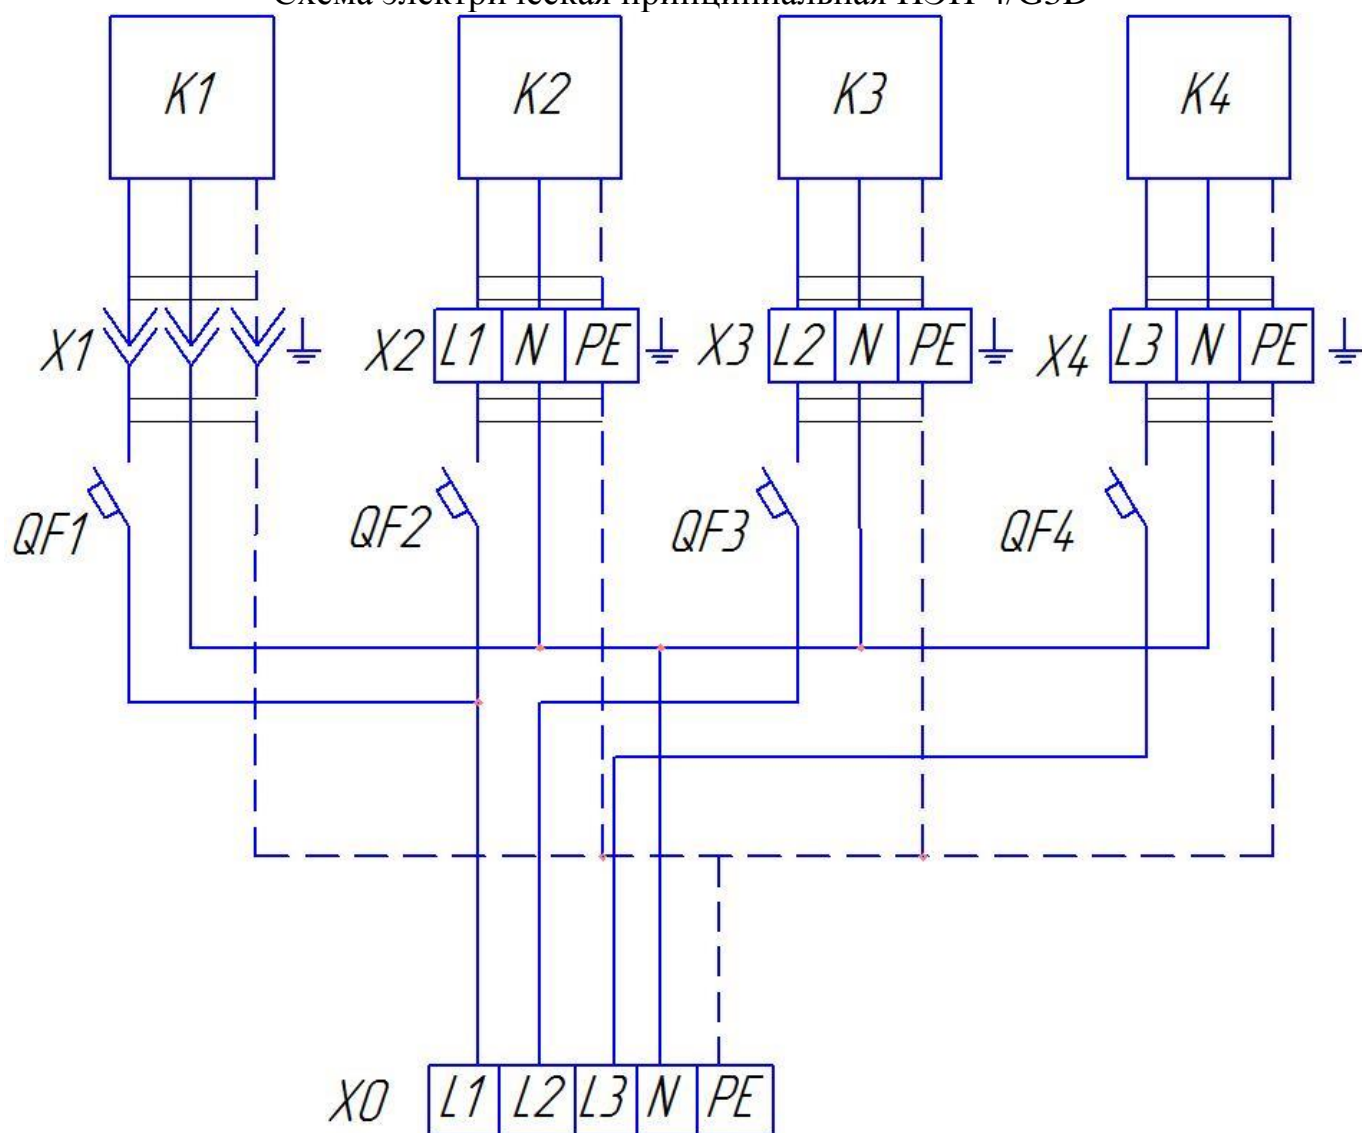 Схема электрическая принципиальная
K1 K2 K3 K4
X1 X2 L1 N PE X3 L2 N PE X4 L3 N PE
QF1 QF2 QF3 QF4
X0 L1 L2 L3 N PE